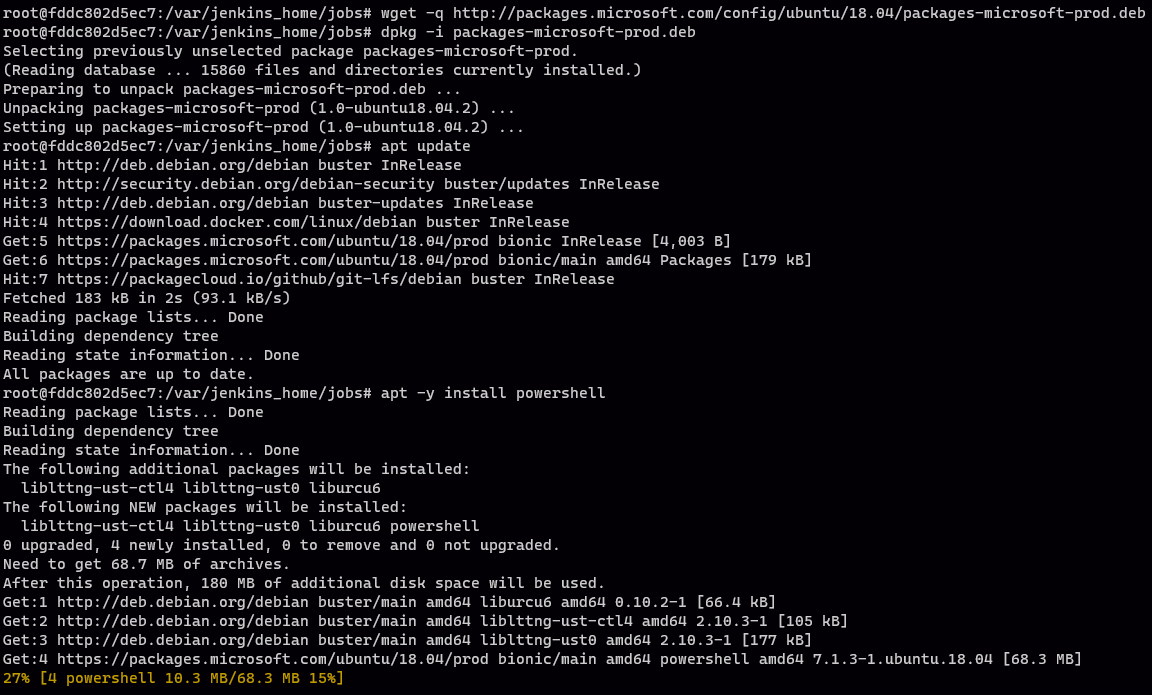 root@fddc802d5ec7:/var/jenkins_home/jobs# wget -q http://packages.microsoft.com/config/ubuntu/18.04/packages-microsoft-prod.deb
root@fddc802d5ec7:/var/jenkins_home/jobs# dpkg -i packages-microsoft-prod.deb
Selecting previously unselected package packages-microsoft-prod.
(Reading database ... 15860 files and directories currently installed.)
Preparing to unpack packages-microsoft-prod.deb ...
Unpacking packages-microsoft-prod (1.0-ubuntu18.04.2) ...
Setting up packages-microsoft-prod (1.0-ubuntu18.04.2) ...
root@fddc802d5ec7:/var/jenkins_home/jobs# apt update
Hit:1 http://deb.debian.org/debian buster InRelease
Hit:2 http://security.debian.org/debian-security buster/updates InRelease
Hit:3 http://deb.debian.org/debian buster-updates InRelease
Hit:4 https://download.docker.com/linux/debian buster InRelease
Get:5 https://packages.microsoft.com/ubuntu/18.04/prod bionic InRelease [4,003 B]
Get:6 https://packages.microsoft.com/ubuntu/18.04/prod bionic/main amd64 Packages [179 kB]
Hit:7 https://packagecloud.io/github/git-lfs/debian buster InRelease
Fetched 183 kB in 2s (93.1 kB/s)
Reading package lists... Done
Building dependency tree
Reading state information... Done
All packages are up to date.
root@fddc802d5ec7:/var/jenkins_home/jobs# apt -y install powershell
Reading package lists... Done
Building dependency tree
Reading state information... Done
The following additional packages will be installed:
  liblttng-ust-ctl4 liblttng-ust0 liburcu6
The following NEW packages will be installed:
  liblttng-ust-ctl4 liblttng-ust0 liburcu6 powershell
0 upgraded, 4 newly installed, 0 to remove and 0 not upgraded.
Need to get 68.7 MB of archives.
After this operation, 180 MB of additional disk space will be used.
Get:1 http://deb.debian.org/debian buster/main amd64 liburcu6 amd64 0.10.2-1 [66.4 kB]
Get:2 http://deb.debian.org/debian buster/main amd64 liblttng-ust-ctl4 amd64 2.10.3-1 [105 kB]
Get:3 http://deb.debian.org/debian buster/main amd64 liblttng-ust0 amd64 2.10.3-1 [177 kB]
Get:4 https://packages.microsoft.com/ubuntu/18.04/prod bionic/main amd64 powershell amd64 7.1.3-1.ubuntu.18.04 [68.3 MB]
27% [4 powershell 10.3 MB/68.3 MB 15%]